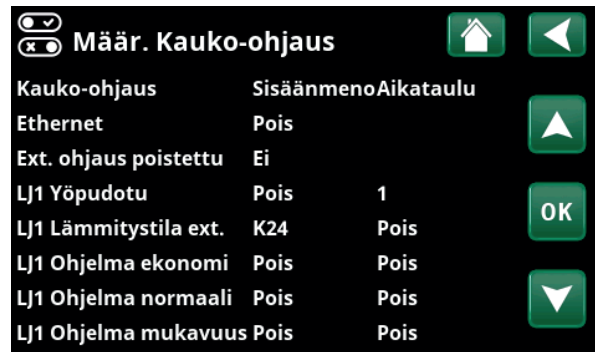 Määr. Kauko-ohjaus
Kauko-ohjaus SisäänmenoAikataulu
Ethernet Pois
Ext. ohjaus poistettu Ei
LJ1 Yöpudotu Pois 1
LJ1 Lämmitystila ext. K24 Pois
OK
LJ1 Ohjelma ekonomi Pois Pois
LJ1 Ohjelma normaali Pois Pois
LJ1 Ohjelma mukavuus Pois Pois